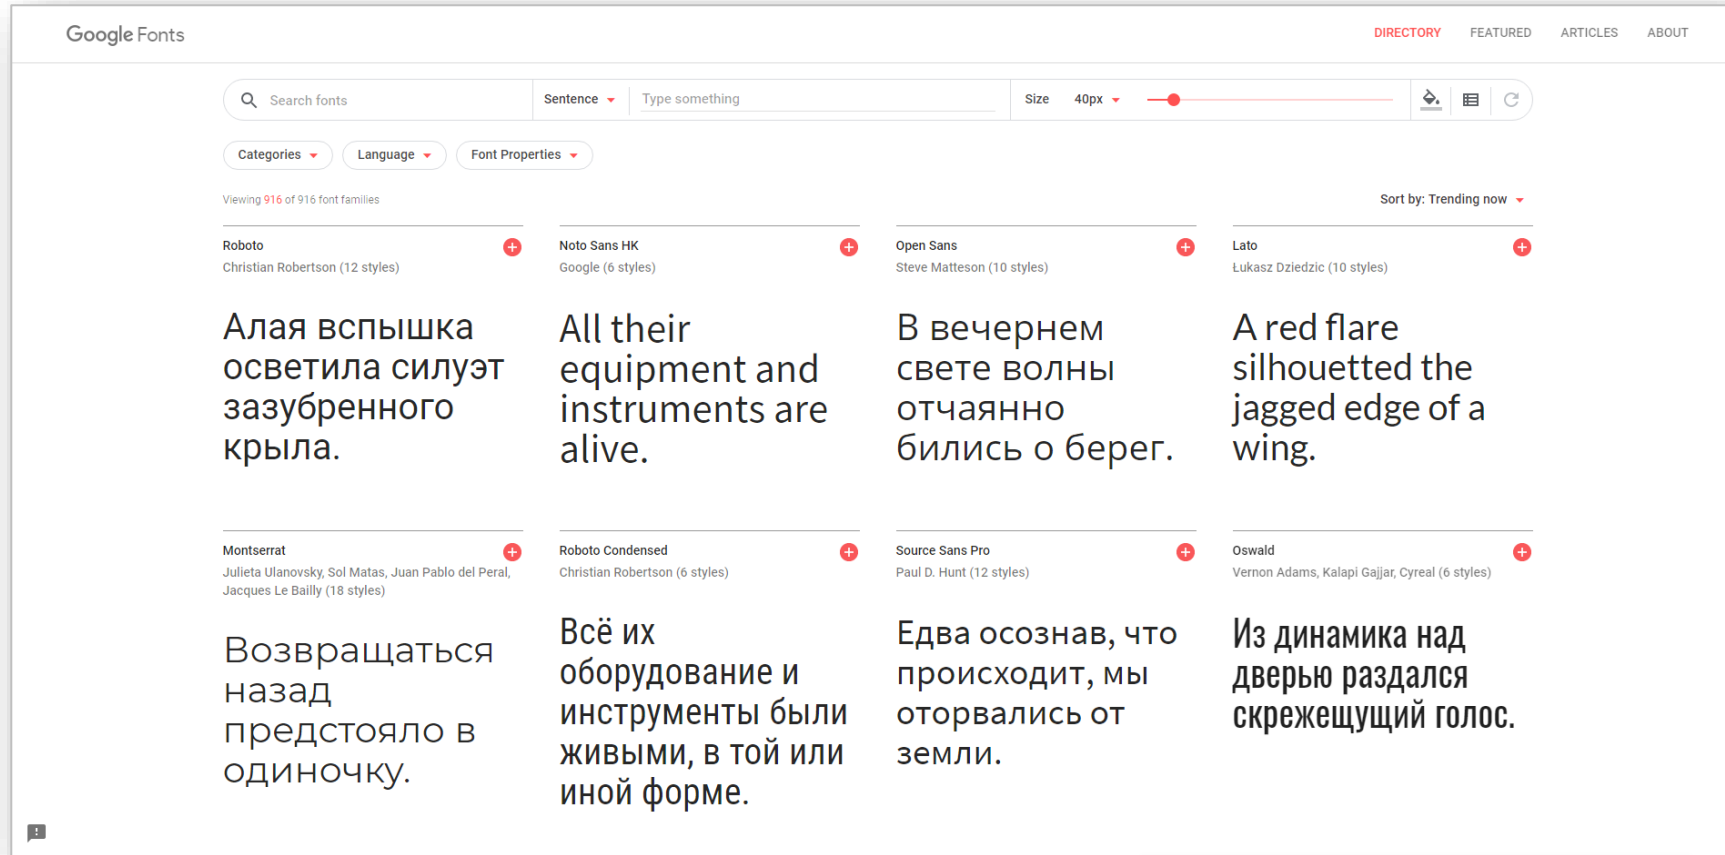 Google Fonts
DIRECTORY
FEATURED
ARTICLES
ABOUT
Search fonts
Sentence
Type something
Size
40px
Categories
Language
Font Properties
Viewing 916 of 916 font families
Sort by: Trending now
Roboto
Christian Robertson (12 styles)
Алая вспышка
осветила силуэт
зазубренного
крыла.
Noto Sans HK
Google (6 styles)
All their
equipment and
instruments are
alive.
Open Sans
Steve Matteson (10 styles)
В вечернем
свете волны
отчаянно
бились о берег.
Lato
Łukasz Dziedzic (10 styles)
A red flare
silhouetted the
jagged edge of a
wing.
Montserrat
Julieta Ulanovsky, Sol Matas, Juan Pablo del Peral,
Jacques Le Bailly (18 styles)
Возвращаться
назад
предстояло в
одиночку.
Roboto Condensed
Christian Robertson (6 styles)
Всё их
оборудование и
инструменты были
живыми, в той или
иной форме.
Source Sans Pro
Paul D. Hunt (12 styles)
Едва осознав, что
происходит, мы
оторвались от
земли.
Oswald
Vernon Adams, Kalapi Gajjar, Cyreal (6 styles)
Из динамика над
дверью раздался
скрежещущий голос.